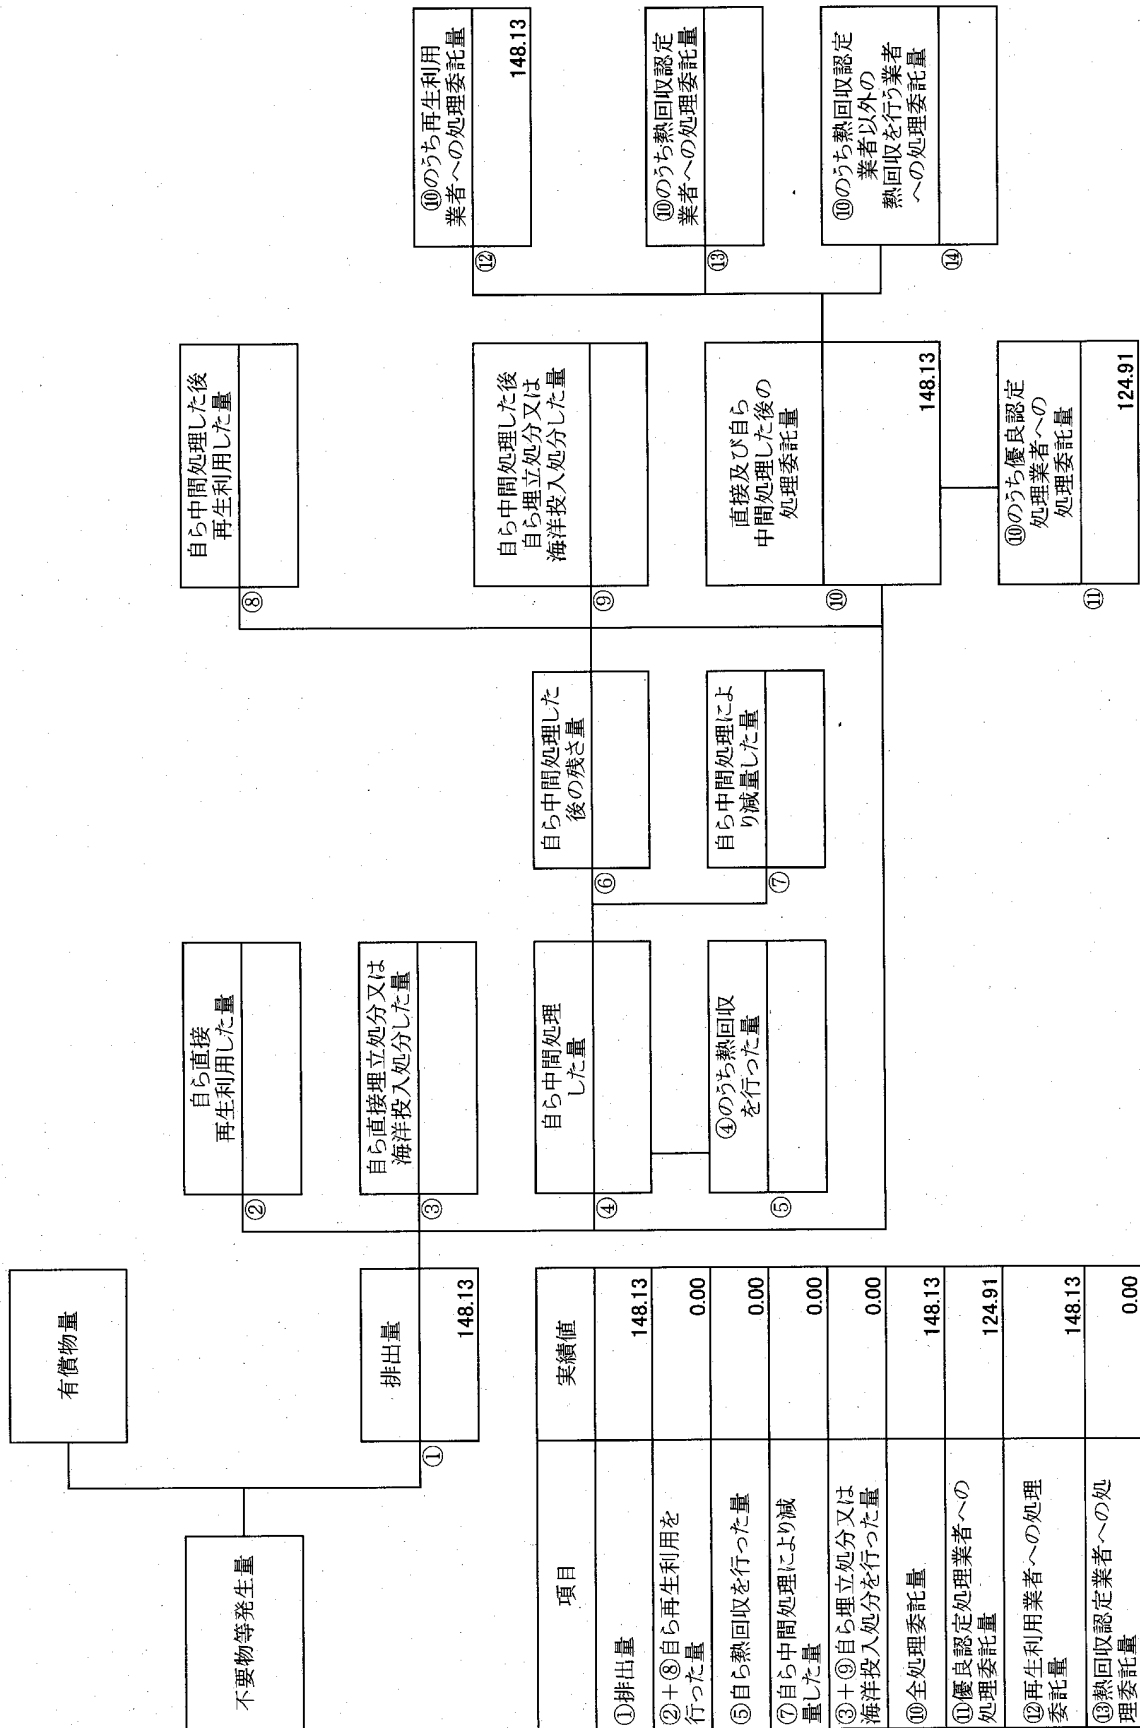 不要物等発生量
有償物量
排出量
①
148.13
自ら直接
再生利用した量
②
自ら直接埋立処分又は
海洋投入処分した量
③
自ら中間処理
した量
④
④のうち熱回収
を行った量
⑤
自ら中間処理した
後の残さ量
⑥
自ら中間処理によ
り減量した量
⑦
自ら中間処理した後
再生利用した量
⑧
自ら中間処理した後
自ら埋立処分又は
海洋投入処分した量
⑨
直接及び自ら
中間処理した後の
処理委託量
⑩
148.13
⑩のうち優良認定
処理業者への
処理委託量
⑪
124.91
⑩のうち再生利用
業者への処理委託量
⑫
148.13
⑩のうち熱回収認定
業者への処理委託量
⑬
⑩のうち熱回収認定
業者以外の
熱回収を行う業者
への処理委託量
⑭
項目 実績値
①排出量 148.13
②+⑧自ら再生利用を
行った量 0.00
⑤自ら熱回収を行った量 0.00
⑦自ら中間処理により減
量した量 0.00
③+⑨自ら埋立処分又は
海洋投入処分を行った量 0.00
⑩全処理委託量 148.13
⑪優良認定処理業者への
処理委託量 124.91
⑫再生利用業者への処理
委託量 148.13
⑬熱回収認定業者への処
理委託量 0.00